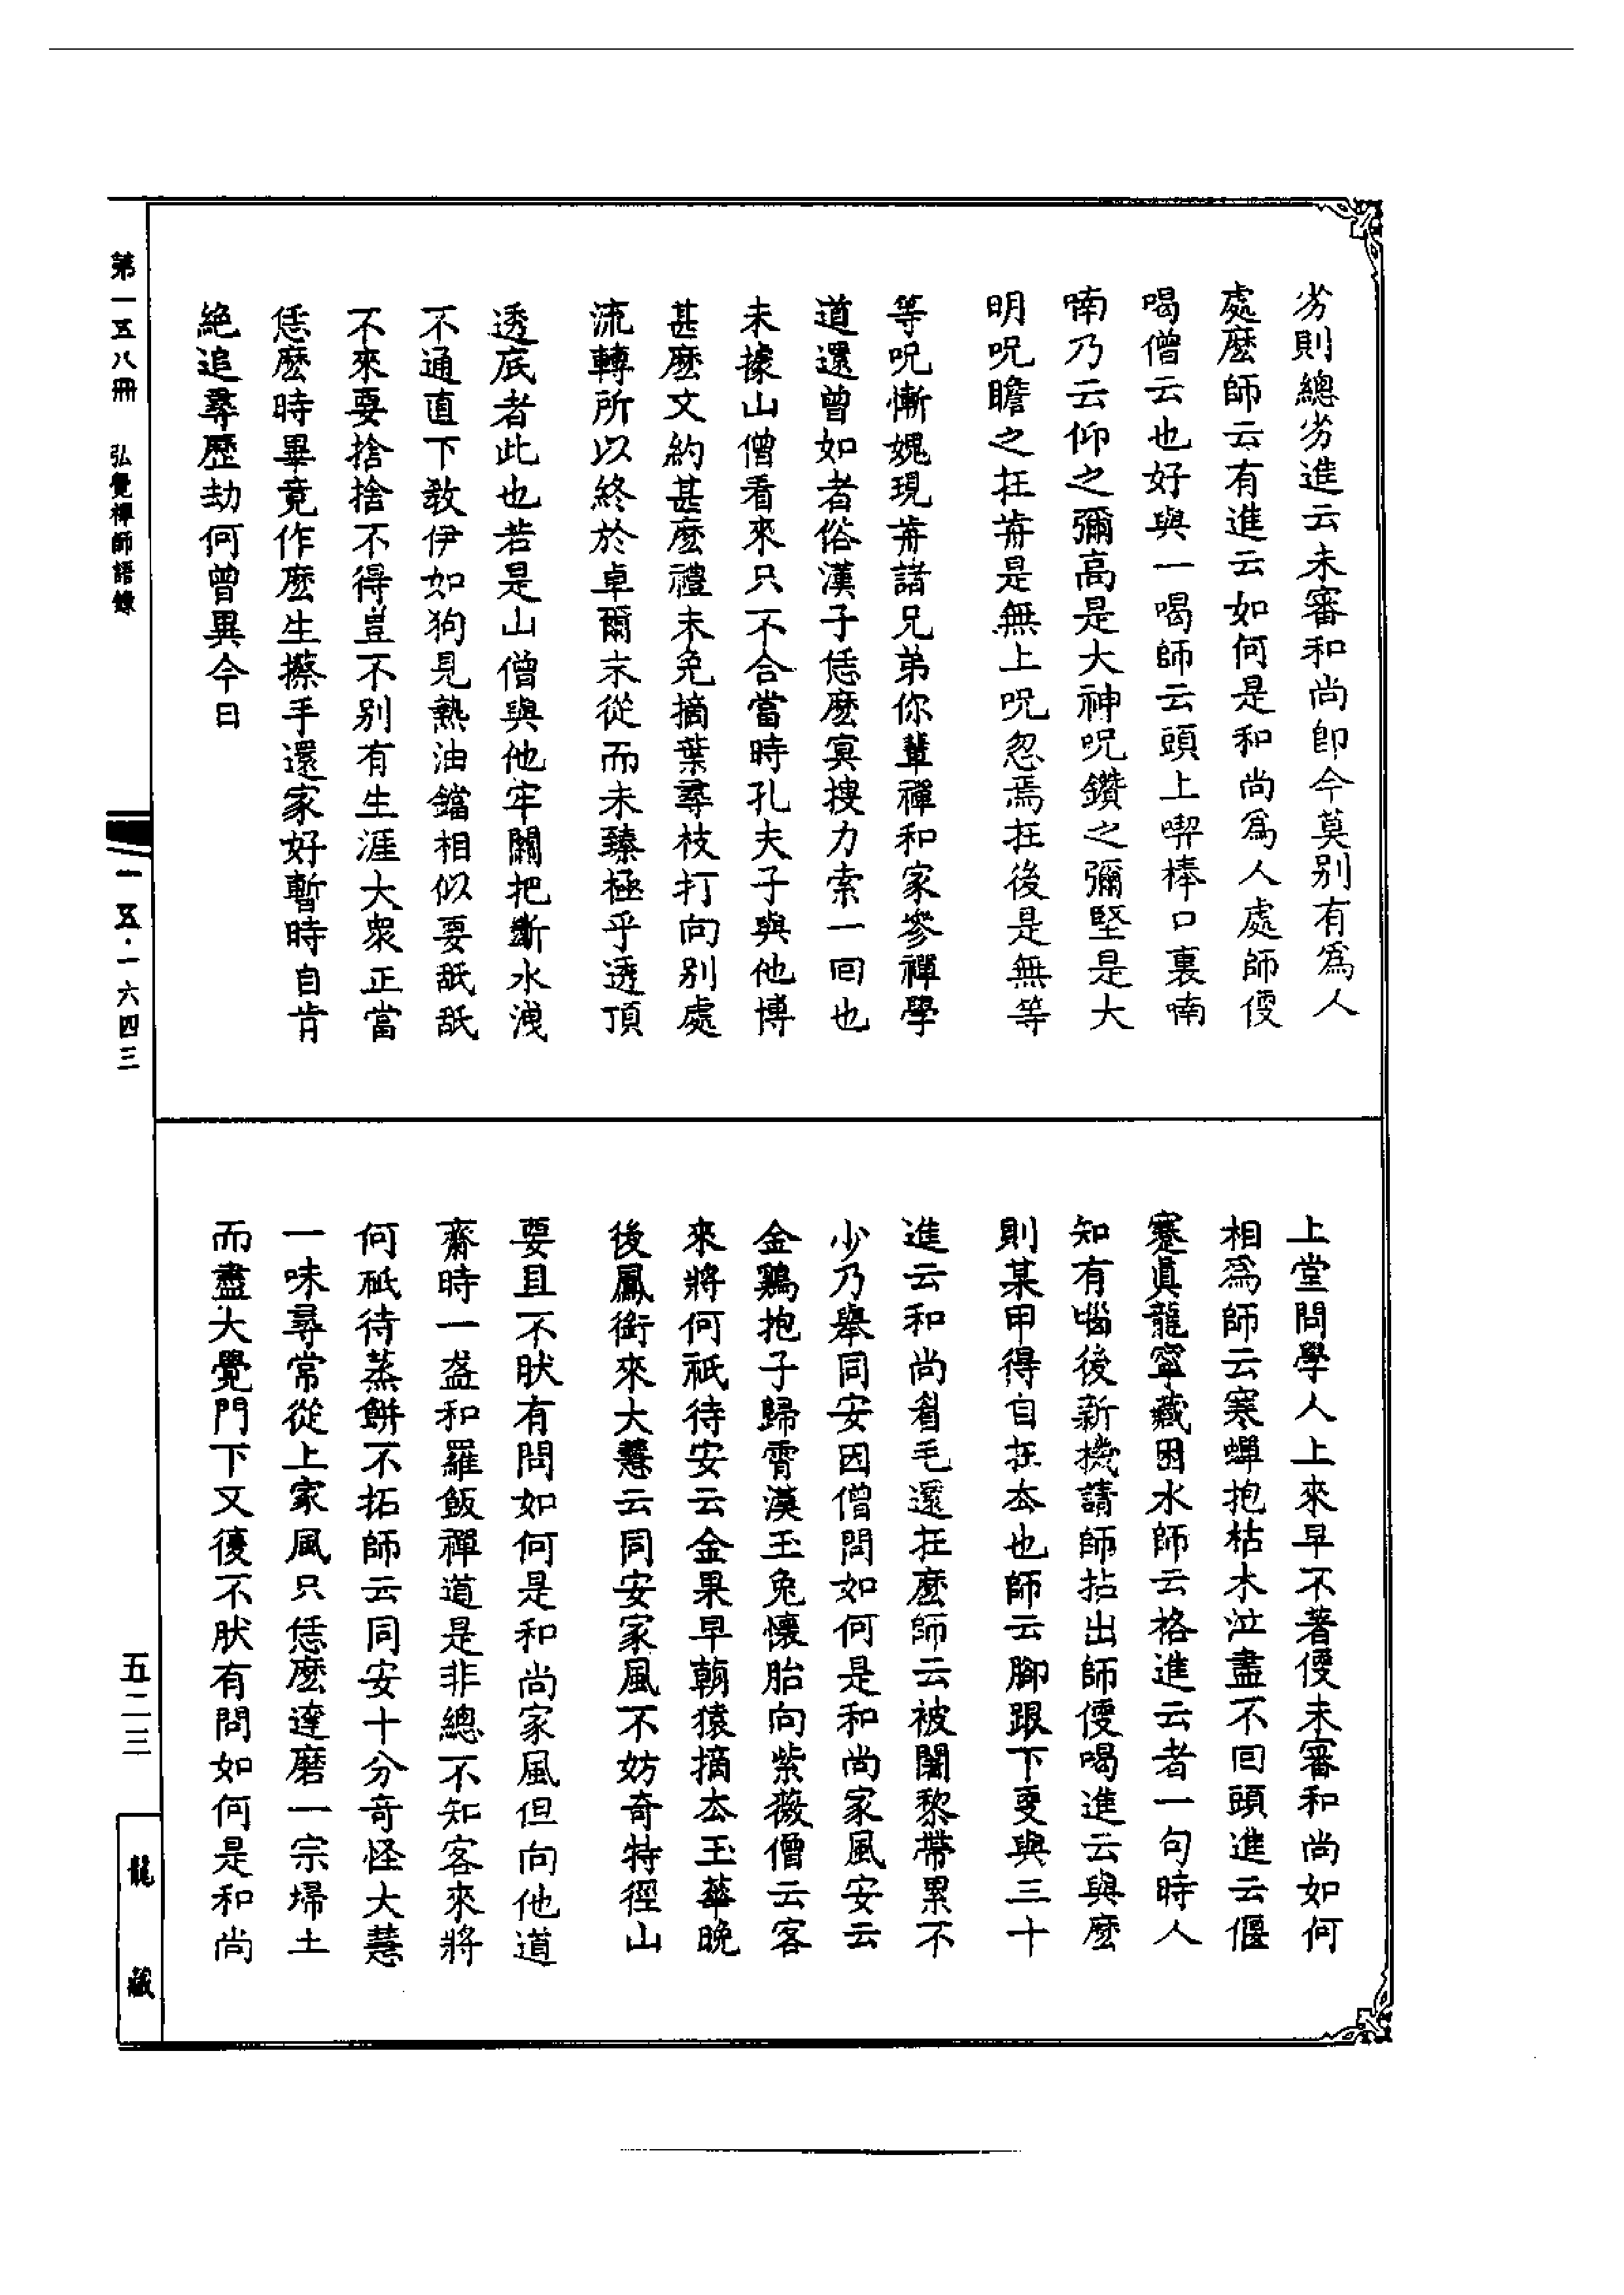 劣則總劣進云未審和尚卽今莫别有爲人
處麽師云有進云如何是和尚爲人處師便
喝僧云也好與一喝師云頭上喫棒口裏喃
喃乃云仰之彌高是大神呪鑽之彌堅是大
明呪瞻之在前是無上呪忽焉在後是無等
等呪慚媿現前諸兄弟你輩禪和家參禪學
道還曾如者俗漢子恁麽冥搜力索一回也
未據山僧看來只不合當時孔夫子與他博
甚麽文約甚麽禮未免摘葉尋枝打向别處
流轉所以終於卓爾末從而未臻極乎透頂
透底者此也若是山僧與他牢關把斷水洩
不通直下教伊如狗見熱油鐺相似要舐舐
不來要捨捨不得豈不别有生涯大衆正當
恁麽時畢竟作麽生擦手還家好暫時自肯
絕追尋歷劫何曾異今日
上堂問學人上來早不著便未審和尚如何
相爲師云寒蟬抱枯木泣盡不回頭進云偃
蹇眞龍寧藏困水師云格進云者一句時人
知有惱後新機請師拈出師便喝進云與麽
則某甲得自在去也師云腳跟下更與三十
進云和尚眉毛還在麽師云被闍黎帶累不
少乃舉同安因僧問如何是和尚家風安云
金鷄抱子歸霄漢玉兔懷胎向紫薇僧云客
來將何祇待安云金果早朝猿摘去玉華晚
後鳳銜來大慧云同安家風不妨奇特徑山
要且不肰有問如何是和尚家風但向他道
齋時一盋和羅飯禪道是非總不知客來將
何祇待蒸餅不拓師云同安十分奇怪大慧
一味尋常從上家風只恁麽達磨一宗埽土
而盡大覺門下又復不肰有問如何是和尚
第一五八冊　弘覺禪師語錄
一五·一六四三
五二三
龍藏